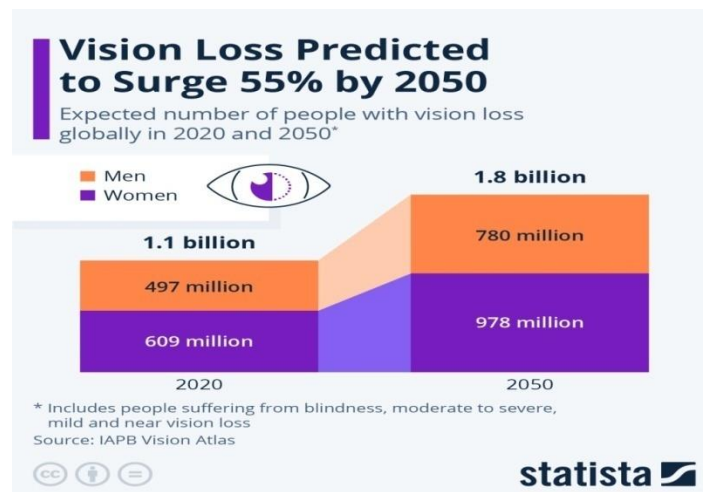 Vision Loss Predicted
to Surge 55% by 2050
Expected number of people with vision loss
globally in 2020 and 2050*
Men
Women
1.8 billion
1.1 billion
780 million
497 million
978 million
609 million
2020 2050
* Includes people suffering from blindness, moderate to severe,
mild and near vision loss
Source: IAPB Vision Atlas
cc =
statista